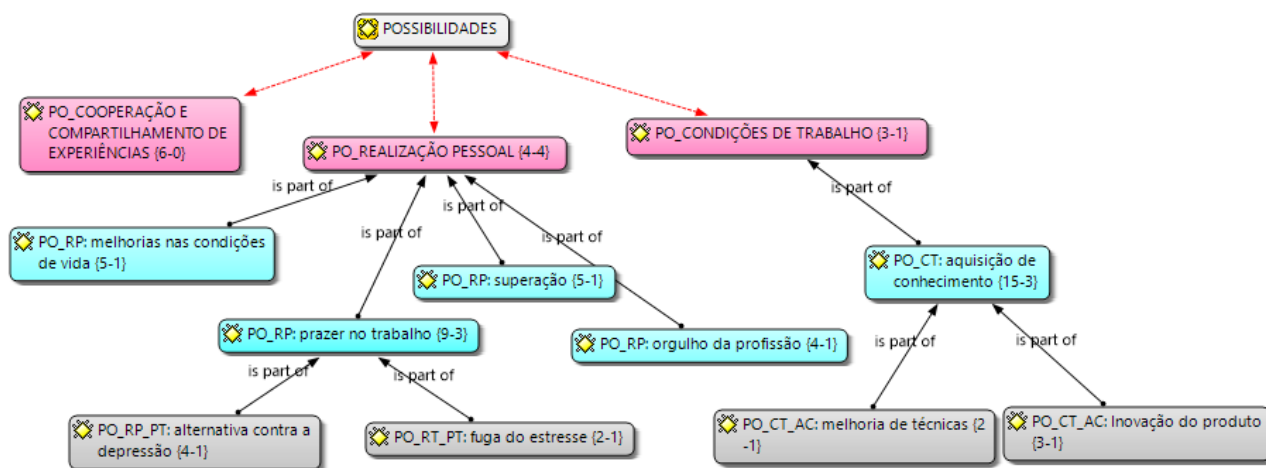 POSSIBILIDADES
PO_COOPERAÇÃO E
COMPARTILHAMENTO DE
EXPERIÊNCIAS {6-0}
PO_REALIZAÇÃO PESSOAL {4-4}
PO_CONDIÇÕES DE TRABALHO {3-1}
is part of
is part of
is part of
is part of
is part of
PO_RP: melhorias nas condições
de vida {5-1}
PO_RP: superação {5-1}
PO_CT: aquisição de
conhecimento {15-3}
PO_RP: prazer no trabalho {9-3}
PO_RP: orgulho da profissão {4-1}
is part of
is part of
is part of
is part of
PO_RP_PT: alternativa contra a
depressão {4-1}
PO_RT_PT: fuga do estresse {2-1}
PO_CT_AC: melhoria de técnicas {2
-1}
PO_CT_AC: Inovação do produto
{3-1}